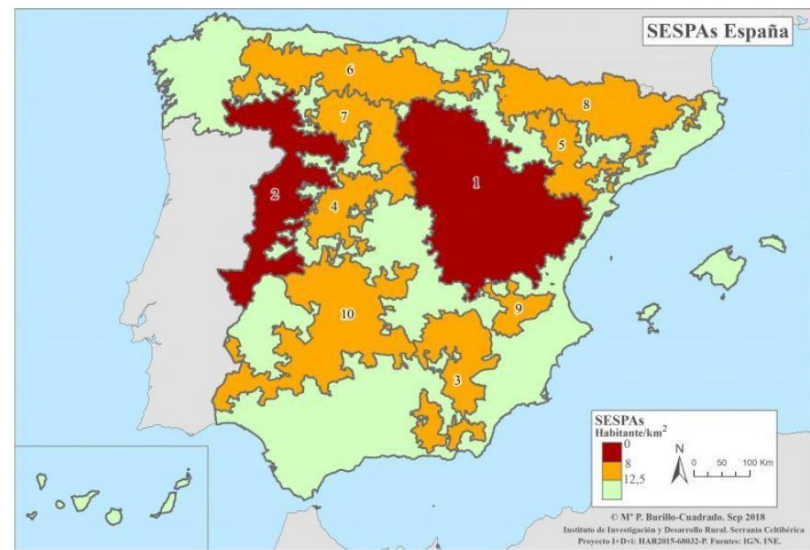 SESPAs España
6
8
7
5
1
2
4
9
10
3
SESPAs
Habitante/km²
0
8
12,5
N
0 50 100 Km
© Mª P. Burillo-Cuadrado. Sep 2018
Instituto de Investigación y Desarrollo Rural. Serranía Celtibérica
Proyecto I+D+i: HAR2015-68032-P. Fuentes: IGN. INE.